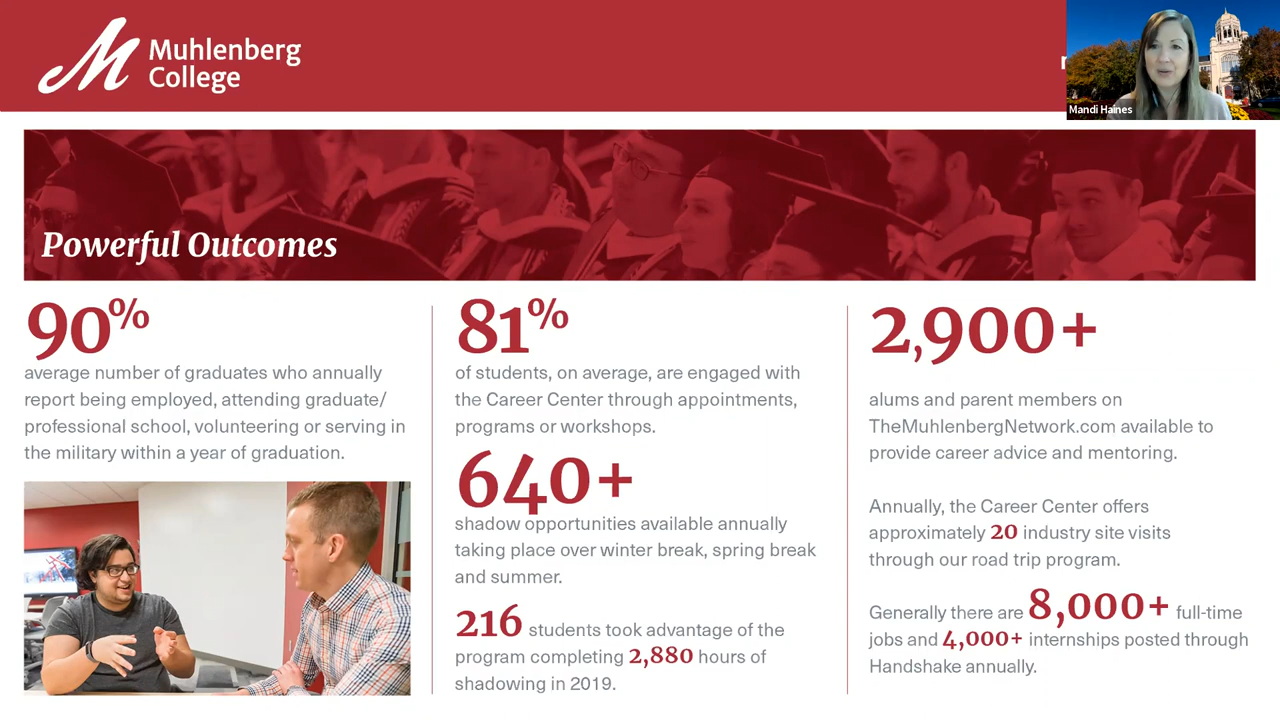 Muhlenberg
College
Mandi Haines
Powerful Outcomes
90%
average number of graduates who annually
report being employed, attending graduate/
professional school, volunteering or serving in
the military within a year of graduation.
81%
of students, on average, are engaged with
the Career Center through appointments,
programs or workshops.
640+
shadow opportunities available annually
taking place over winter break, spring break
and summer.
216 students took advantage of the
program completing 2,880 hours of
shadowing in 2019.
2,900+
alums and parent members on
TheMuhlenbergNetwork.com available to
provide career advice and mentoring.
Annually, the Career Center offers
approximately 20 industry site visits
through our road trip program.
Generally there are 8,000+ full-time
jobs and 4,000+ internships posted through
Handshake annually.